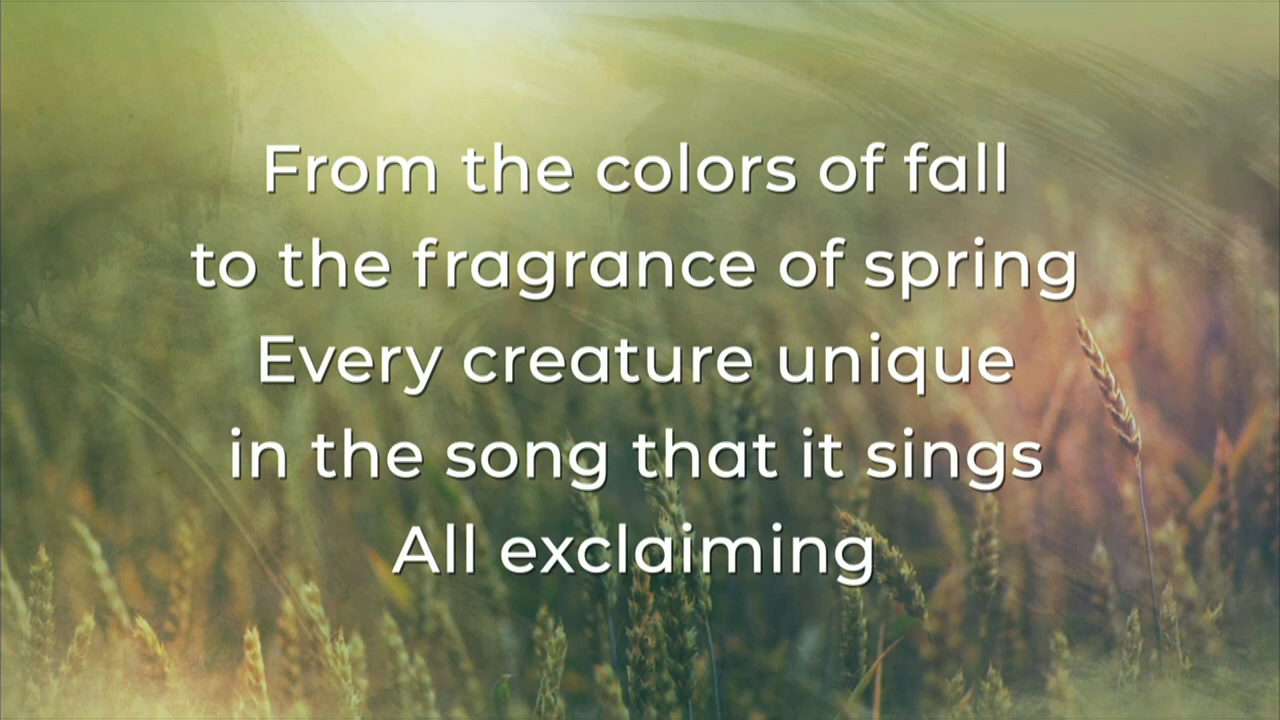 From the colors of fall
to the fragrance of spring
Every creature unique
in the song that it sings
All exclaiming